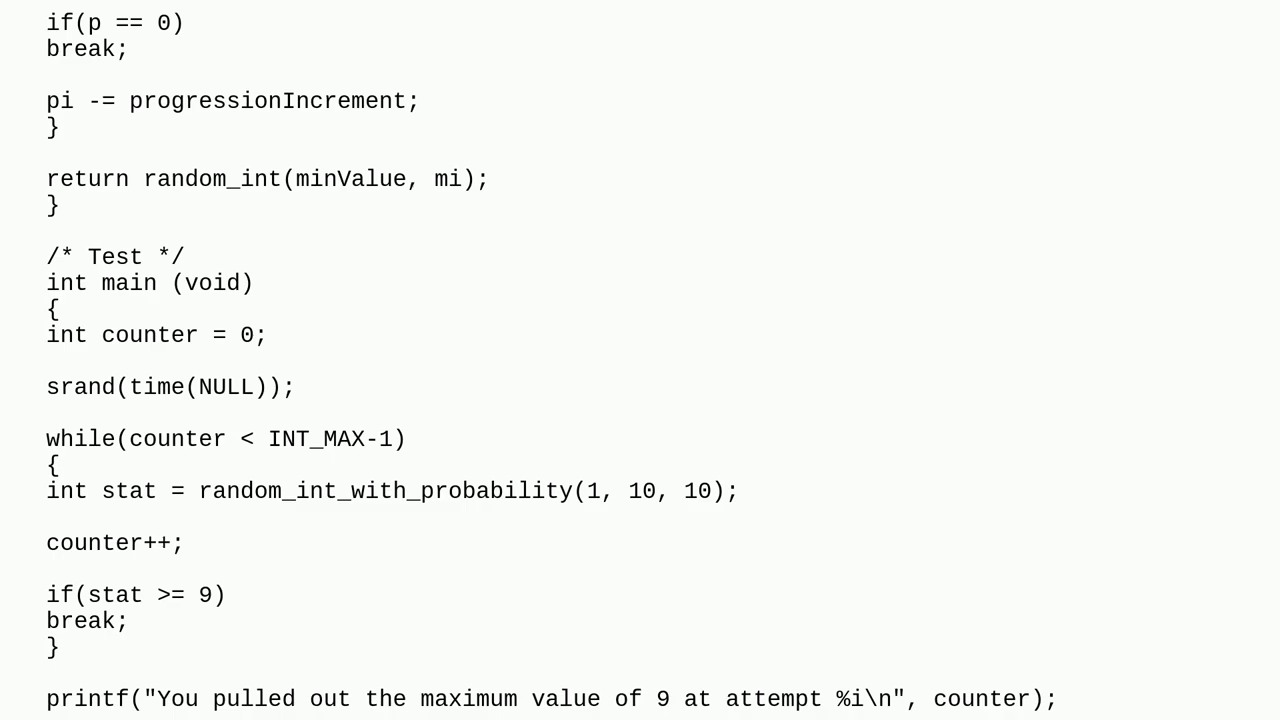 if(p == 0)
break;
pi -= progressionIncrement;
}
return random_int(minValue, mi);
}
/* Test */
int main (void)
{
int counter = 0;
srand(time(NULL));
while(counter < INT_MAX-1)
{
int stat = random_int_with_probability(1, 10, 10);
counter++;
if(stat >= 9)
break;
}
printf("You pulled out the maximum value of 9 at attempt %i\n", counter);